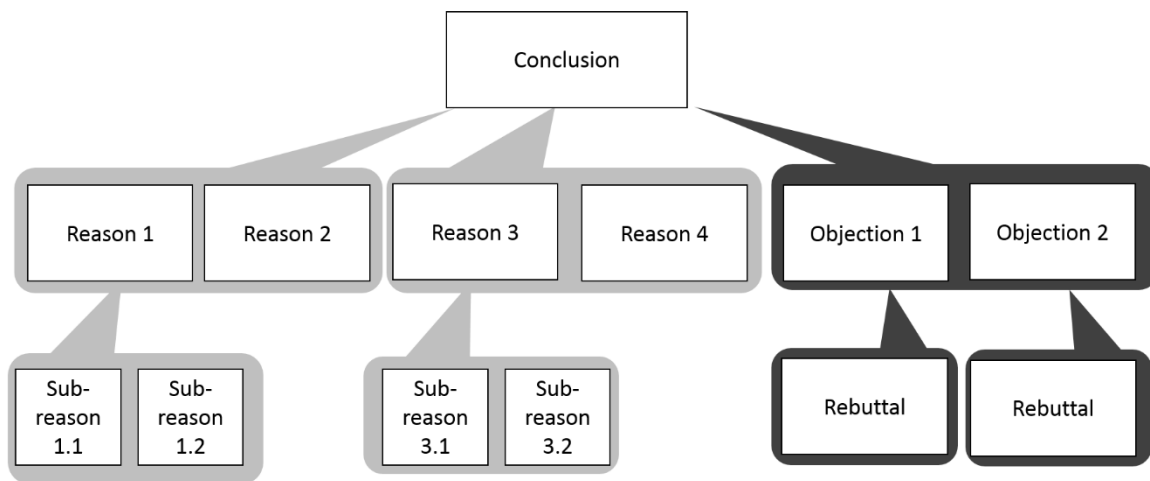 Conclusion
Reason 1
Reason 2
Reason 3
Reason 4
Objection 1
Objection 2
Sub-
reason
1.1
Sub-
reason
1.2
Sub-
reason
3.1
Sub-
reason
3.2
Rebuttal
Rebuttal